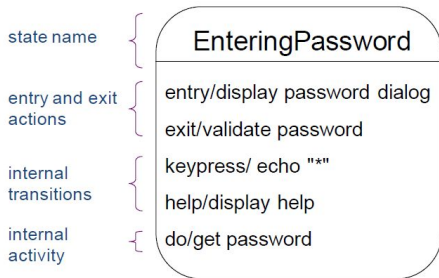 state name
EnteringPassword
entry and exit
actions
entry/display password dialog
exit/validate password
internal
transitions
keypress/ echo "*"
help/display help
internal
activity
do/get password